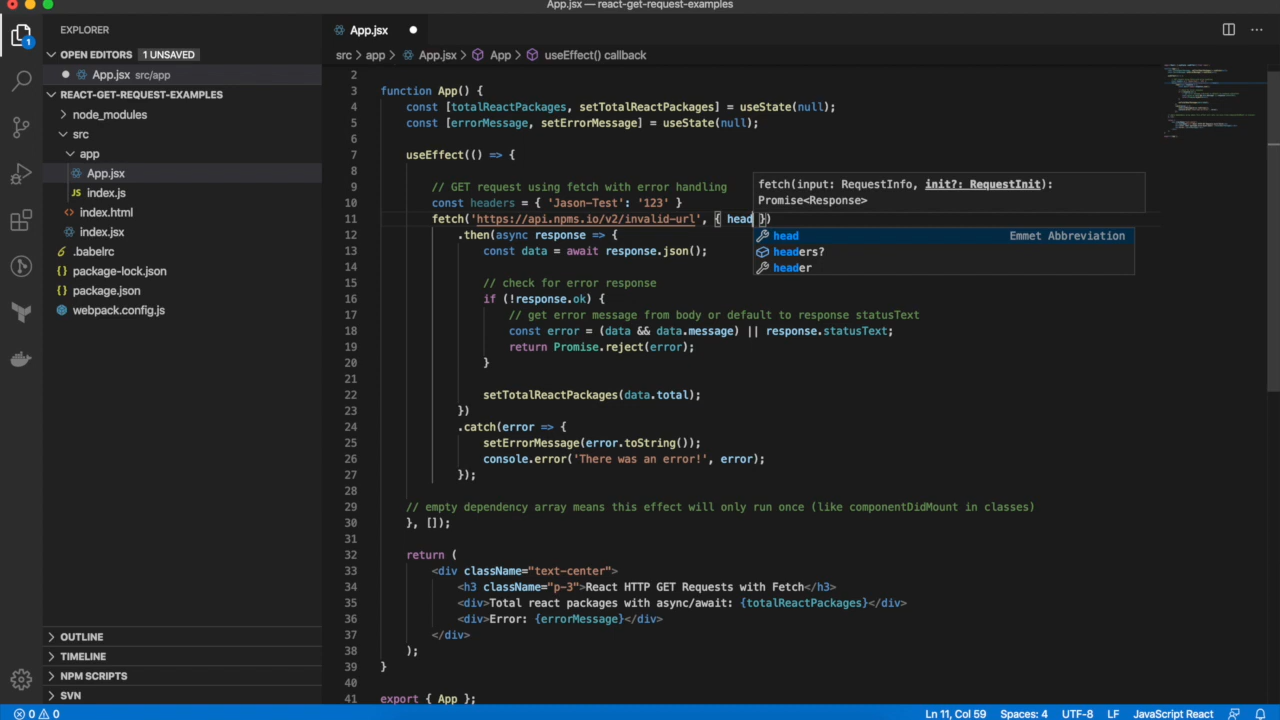 App.jsx — react-get-request-examples
EXPLORER
OPEN EDITORS 1 UNSAVED
App.jsx src/app
REACT-GET-REQUEST-EXAMPLES
node_modules
src
app
App.jsx
JS index.js
<> index.html
index.jsx
.babelrc
{} package-lock.json
{} package.json
webpack.config.js
OUTLINE
TIMELINE
NPM SCRIPTS
SVN
1
App.jsx
src > app > App.jsx > App > useEffect() callback
2
3 function App() {
4 const [totalReactPackages, setTotalReactPackages] = useState(null);
5 const [errorMessage, setErrorMessage] = useState(null);
6
7 useEffect(() => {
8
9 // GET request using fetch with error handling
10 const headers = { 'Jason-Test': '123' }
11 fetch('https://api.npms.io/v2/invalid-url', { head })
12 .then(async response => {
13 const data = await response.json();
14
15 // check for error response
16 if (!response.ok) {
17 // get error message from body or default to response statusText
18 const error = (data && data.message) || response.statusText;
19 return Promise.reject(error);
20 }
21
22 setTotalReactPackages(data.total);
23 })
24 .catch(error => {
25 setErrorMessage(error.toString());
26 console.error('There was an error!', error);
27 });
28
29 // empty dependency array means this effect will only run once (like componentDidMount in classes)
30 }, []);
31
32 return (
33 <div className="text-center">
34 <h3 className="p-3">React HTTP GET Requests with Fetch</h3>
35 <div>Total react packages with async/await: {totalReactPackages}</div>
36 <div>Error: {errorMessage}</div>
37 </div>
38 );
39 }
40
41 export { App };
fetch(input: RequestInfo, init?: RequestInit):
Promise<Response>
head Emmet Abbreviation
headers?
header
0 0 Ln 11, Col 59 Spaces: 4 UTF-8 LF JavaScript React